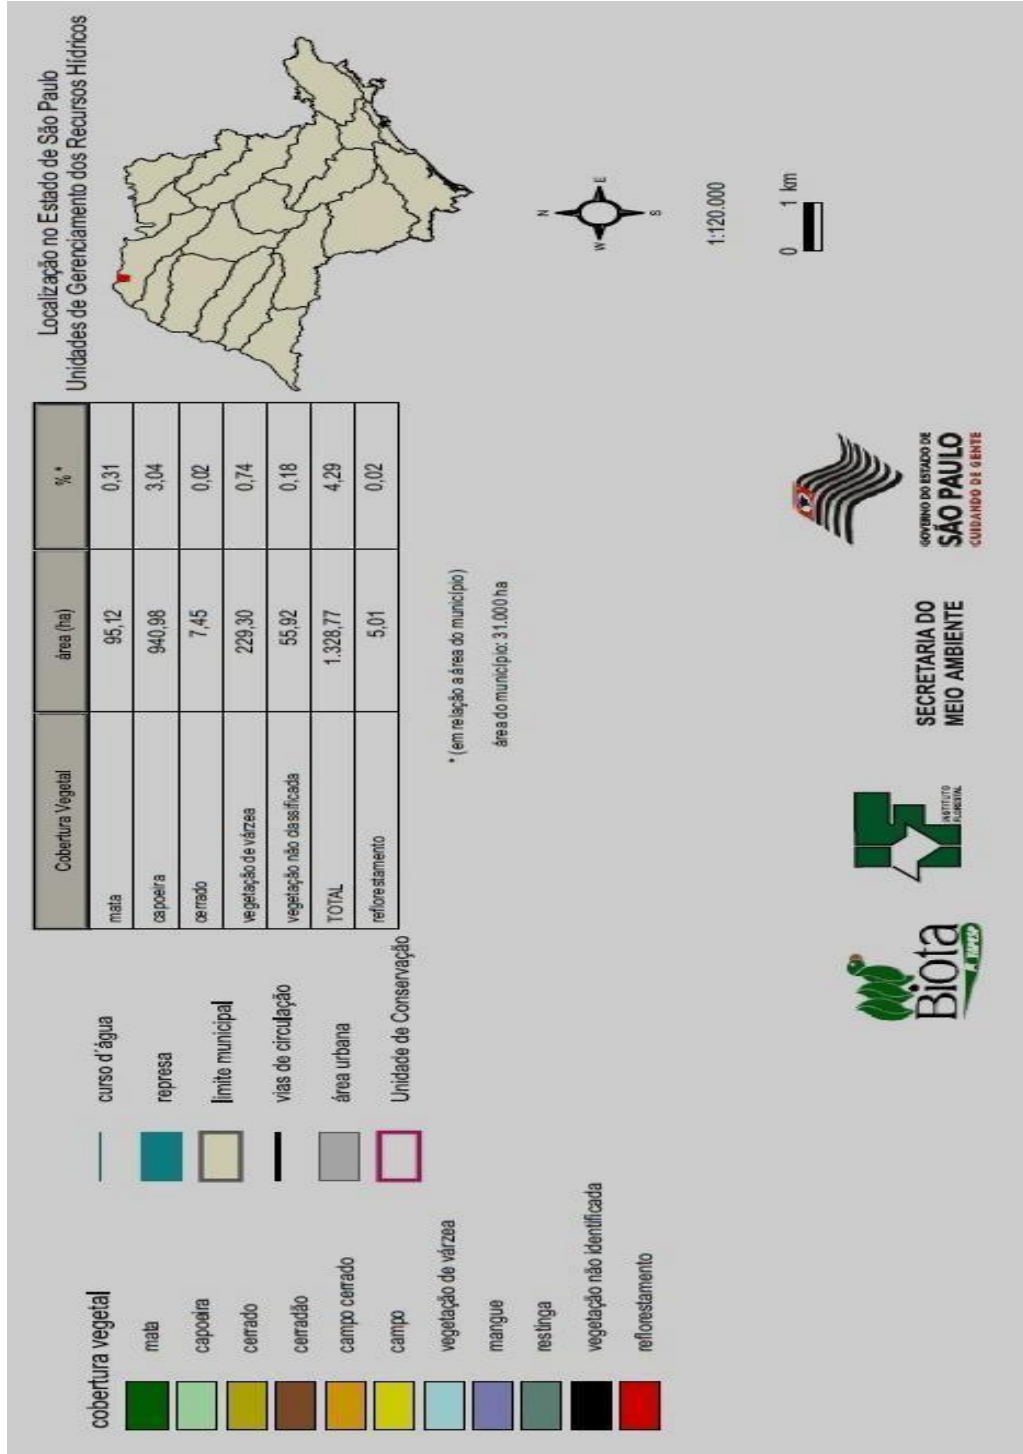 cobertura vegetal
mata
capoeira
cerrado
cerradão
campo cerrado
campo
vegetação de várzea
mangue
restinga
vegetação não identificada
reflorestamento
curso d'água
represa
limite municipal
vias de circulação
área urbana
Unidade de Conservação
Cobertura Vegetal área (ha) % *
mata 95,12 0,31
capoeira 940,98 3,04
cerrado 7,45 0,02
vegetação de várzea 229,30 0,74
vegetação não classificada 55,92 0,18
TOTAL 1.328,77 4,29
reflorestamento 5,01 0,02
* (em relação a área do município)
área do município: 31.000 ha
Localização no Estado de São Paulo
Unidades de Gerenciamento dos Recursos Hídricos
N
W E
S
1:120.000
0 1 km
Biota
FAPESP
INSTITUTO
FLORESTAL
SECRETARIA DO
MEIO AMBIENTE
GOVERNO DO ESTADO DE
SÃO PAULO
CUIDANDO DE GENTE